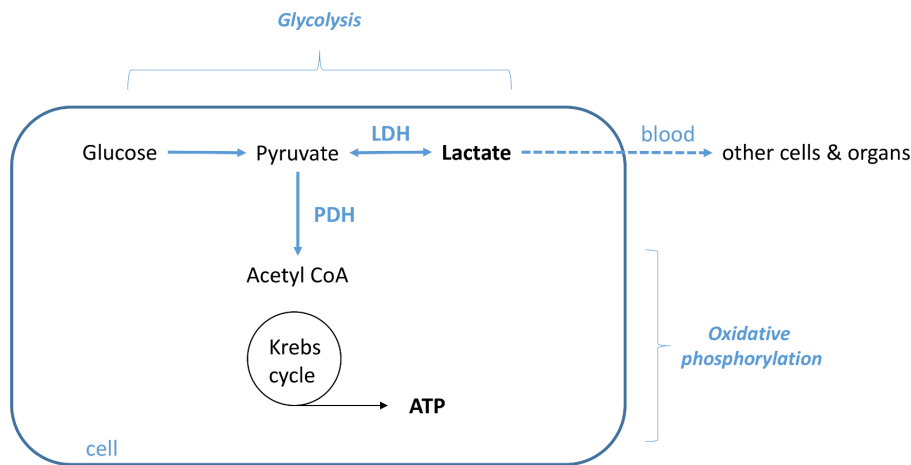 Glycolysis
LDH
blood
Glucose
Pyruvate
Lactate
other cells & organs
PDH
Acetyl CoA
Krebs
cycle
Oxidative
phosphorylation
ATP
cell